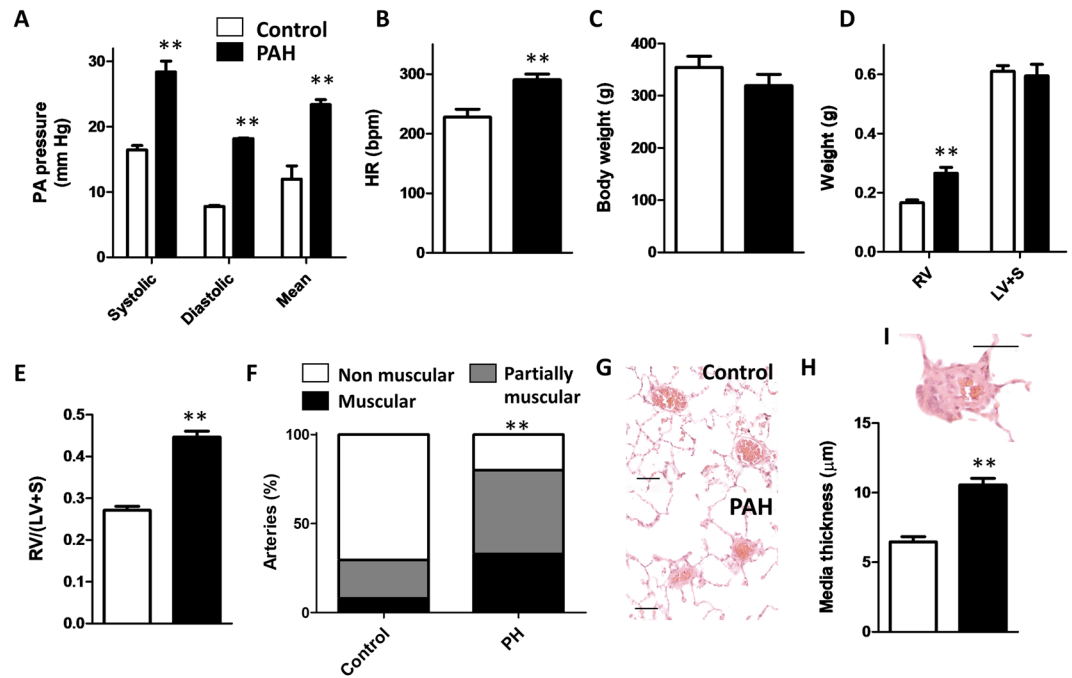 A
Control
PAH
PA pressure
(mm Hg)
30
20
10
0
**
**
**
Systolic
Diastolic
Mean
B
HR (bpm)
300
200
100
0
**
C
Body weight (g)
400
300
200
100
0
D
Weight (g)
0.6
0.4
0.2
0.0
**
RV
LV+S
E
RV/(LV+S)
0.5
0.4
0.3
0.2
0.1
0.0
**
F
Non muscular
Muscular
Partially
muscular
Arteries (%)
100
50
0
**
Control
PH
G
Control
PAH
H
Media thickness (μm)
15
10
5
0
**
I